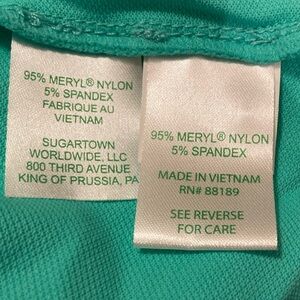 95% MERYL® NYLON
5% SPANDEX
FABRIQUE AU
VIETNAM
SUGARTOWN
WORLDWIDE, LLC
800 THIRD AVENUE
KING OF PRUSSIA, PA
95% MERYL® NYLON
5% SPANDEX
MADE IN VIETNAM
RN# 88189
SEE REVERSE
FOR CARE